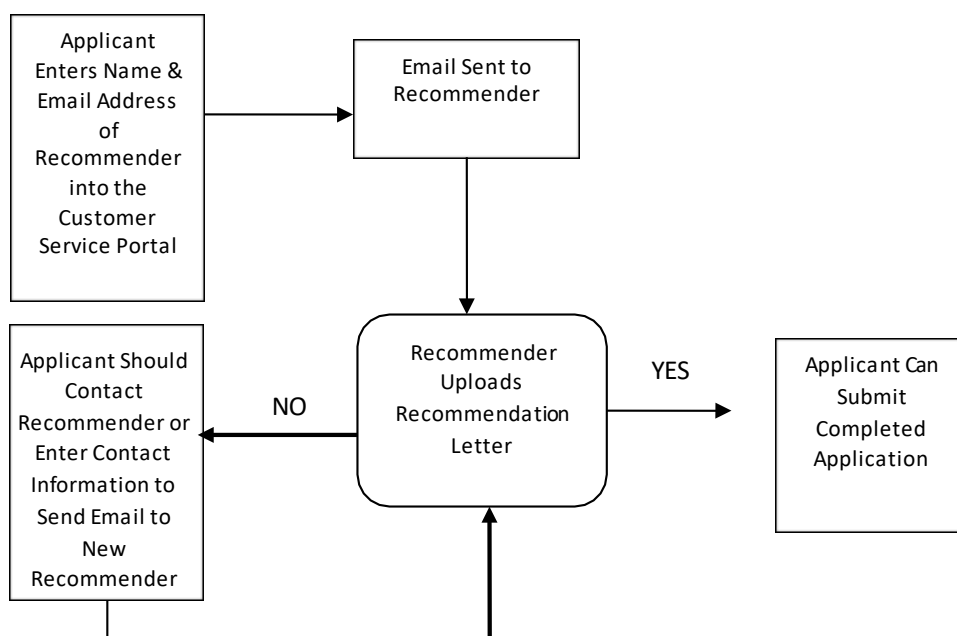 Applicant
Enters Name &
Email Address
of
Recommender
into the
Customer
Service Portal
Email Sent to
Recommender
Applicant Should
Contact
Recommender or
Enter Contact
Information to
Send Email to
New
Recommender
NO
Recommender
Uploads
Recommendation
Letter
YES
Applicant Can
Submit
Completed
Application